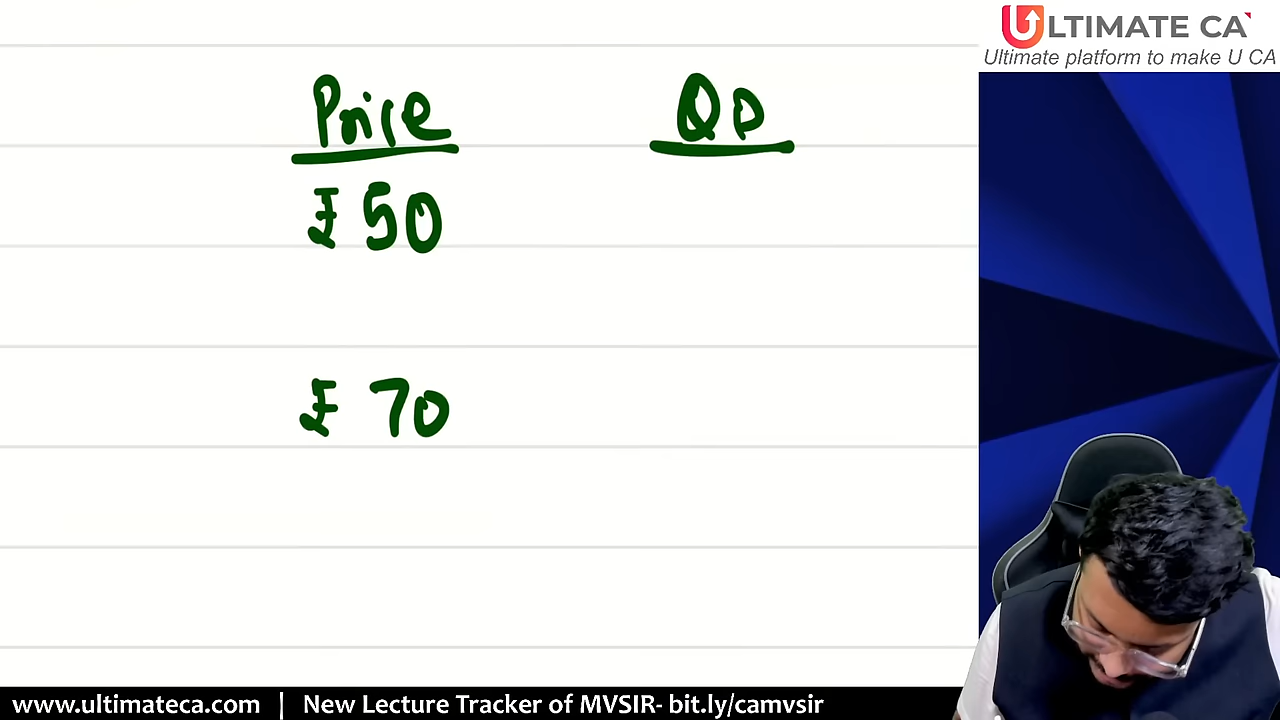 ULTIMATE CA
Ultimate platform to make U CA
Price QD
₹ 50
₹ 70
www.ultimateca.com | New Lecture Tracker of MVSIR- bit.ly/camvsir